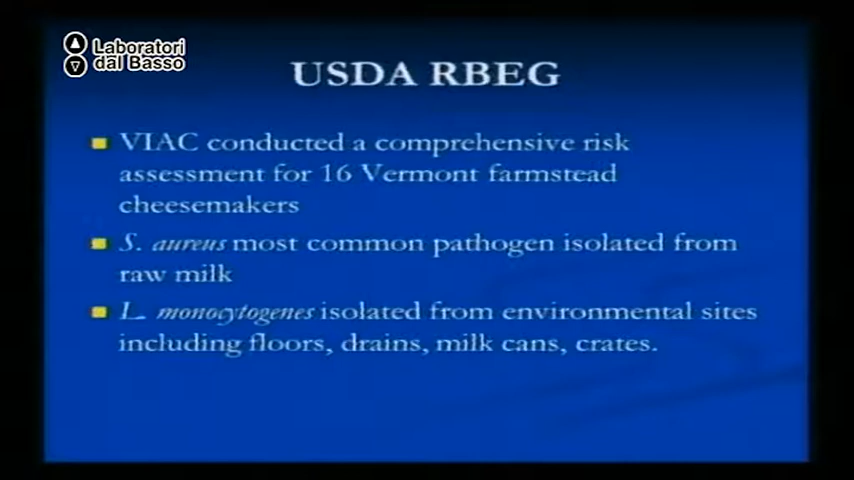 Laboratori
dal Basso
USDA RBEG
VIAC conducted a comprehensive risk
assessment for 16 Vermont farmstead
cheesemakers
S. aureus most common pathogen isolated from
raw milk
L. monocytogenes isolated from environmental sites
including floors, drains, milk cans, crates.